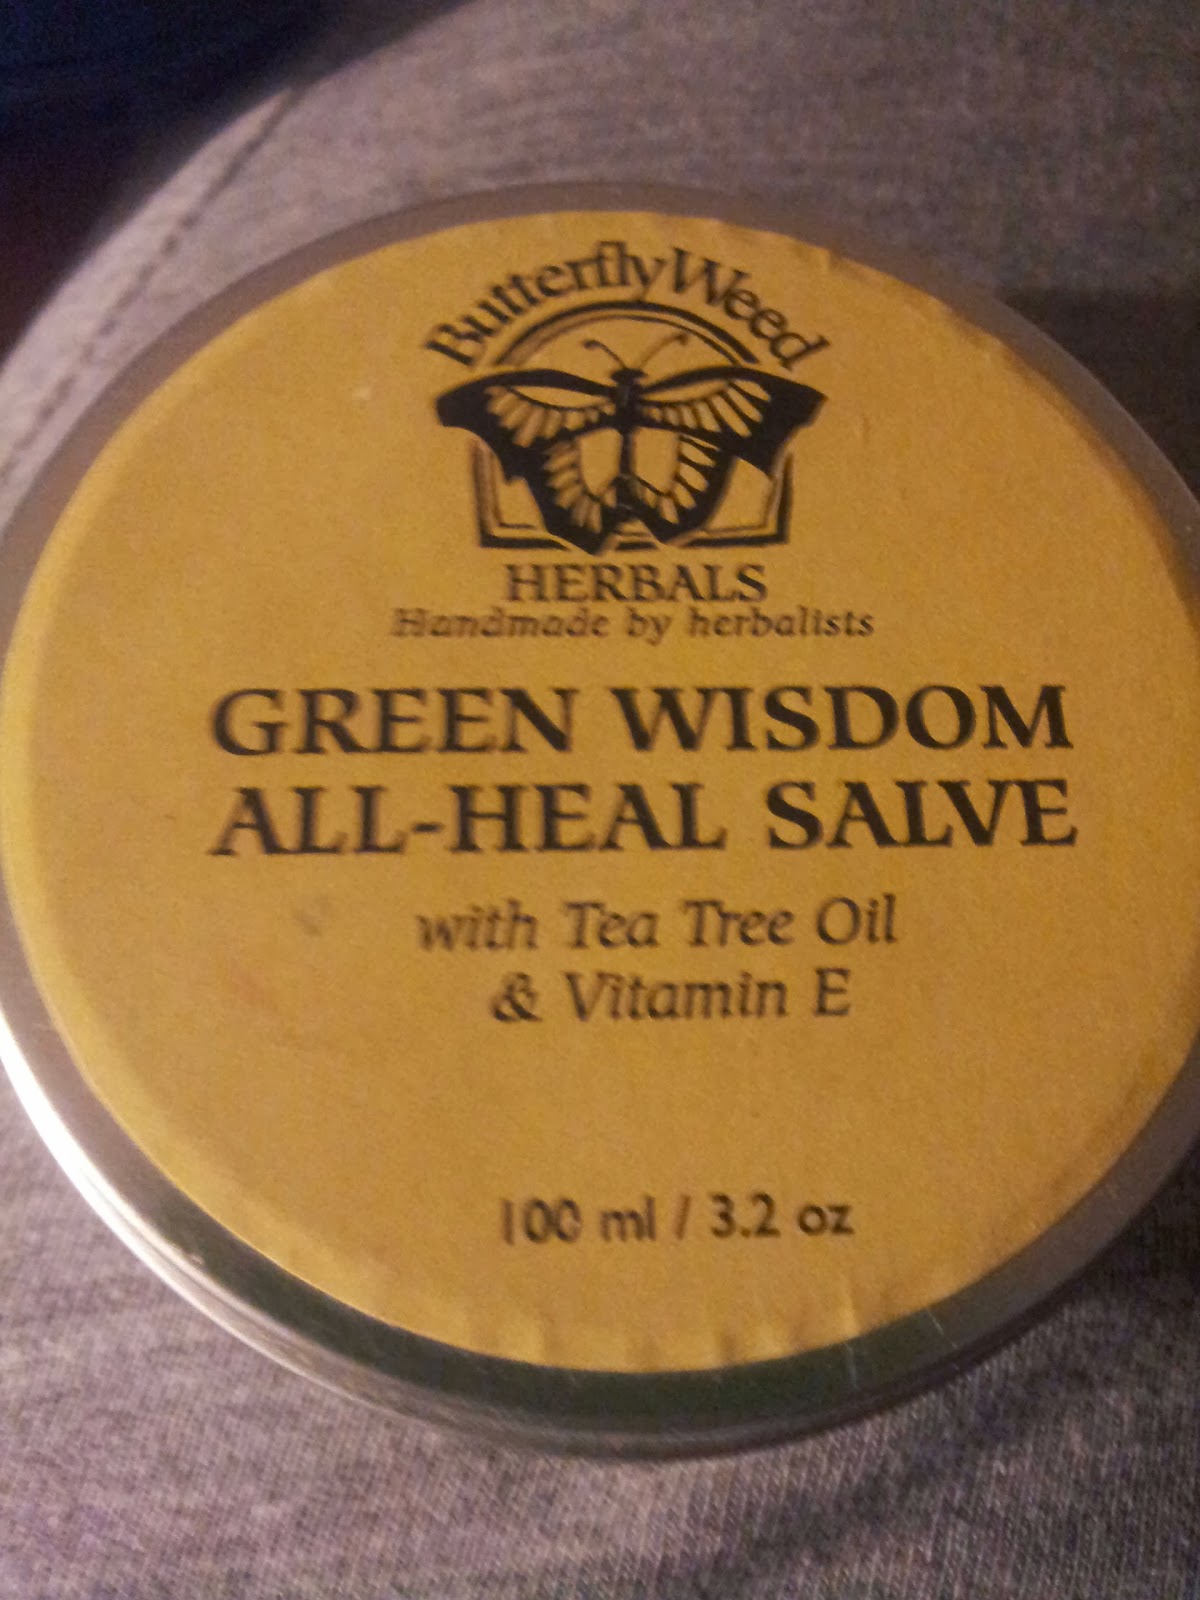 ButterflyWeed
HERBALS
Handmade by herbalists
GREEN WISDOM
ALL-HEAL SALVE
with Tea Tree Oil
& Vitamin E
100 ml / 3.2 oz